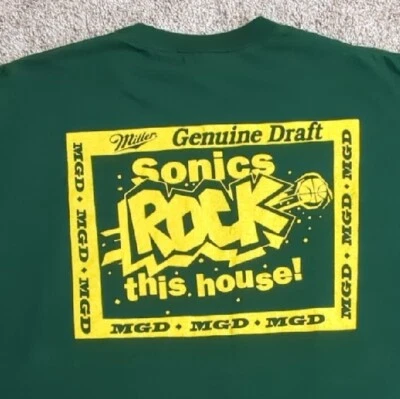 Miller Genuine Draft
Sonics
ROCK
this house!
MGD • MGD • MGD
MGD • MGD • MGD
MGD • MGD • MGD